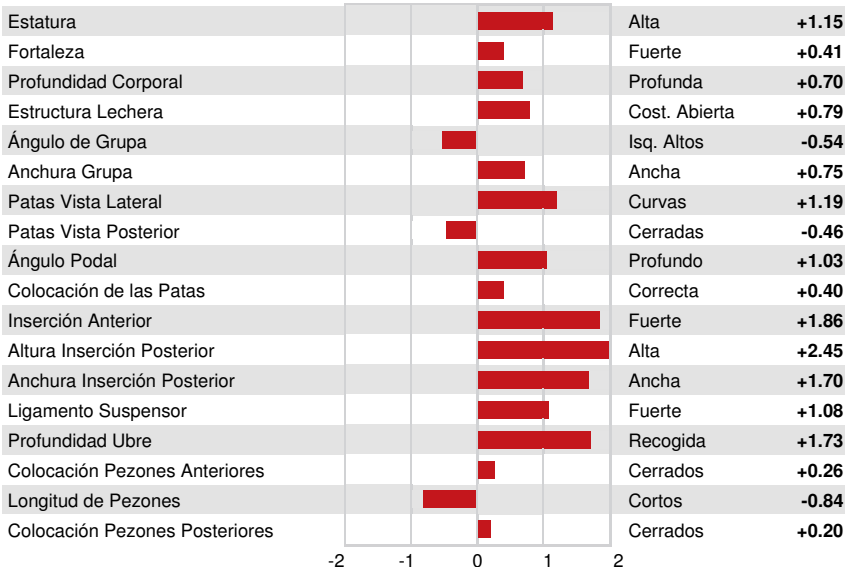 Estatura Alta +1.15
Fortaleza Fuerte +0.41
Profundidad Corporal Profunda +0.70
Estructura Lechera Cost. Abierta +0.79
Ángulo de Grupa Isq. Altos -0.54
Anchura Grupa Ancha +0.75
Patas Vista Lateral Curvas +1.19
Patas Vista Posterior Cerradas -0.46
Ángulo Podal Profundo +1.03
Colocación de las Patas Correcta +0.40
Inserción Anterior Fuerte +1.86
Altura Inserción Posterior Alta +2.45
Anchura Inserción Posterior Ancha +1.70
Ligamento Suspensor Fuerte +1.08
Profundidad Ubre Recogida +1.73
Colocación Pezones Anteriores Cerrados +0.26
Longitud de Pezones Cortos -0.84
Colocación Pezones Posteriores Cerrados +0.20
-2 -1 0 1 2